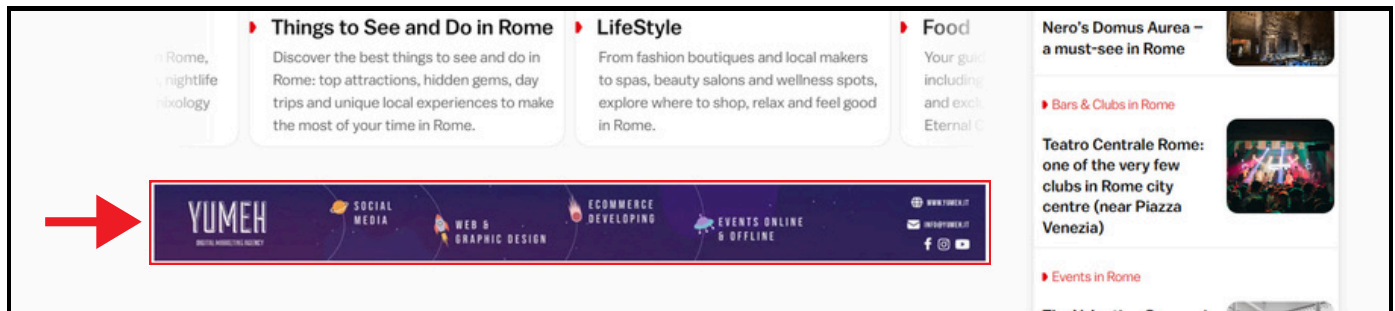 Things to See and Do in Rome
Discover the best things to see and do in
Rome: top attractions, hidden gems, day
trips and unique local experiences to make
the most of your time in Rome.
LifeStyle
From fashion boutiques and local makers
to spas, beauty salons and wellness spots,
explore where to shop, relax and feel good
in Rome.
Rome,
nightlife
Food
Your
including
and
Eternal
Nero's Domus Aurea –
a must-see in Rome
Bars & Clubs in Rome
Teatro Centrale Rome:
one of the very few
clubs in Rome city
centre (near Piazza
Venezia)
Events in Rome
YUMEH
DIGITAL MARKETING AGENCY
SOCIAL
MEDIA
WEB &
GRAPHIC DESIGN
ECOMMERCE
DEVELOPING
EVENTS ONLINE
& OFFLINE
WWW.YUMEH.IT
INFO@YUMEH.IT